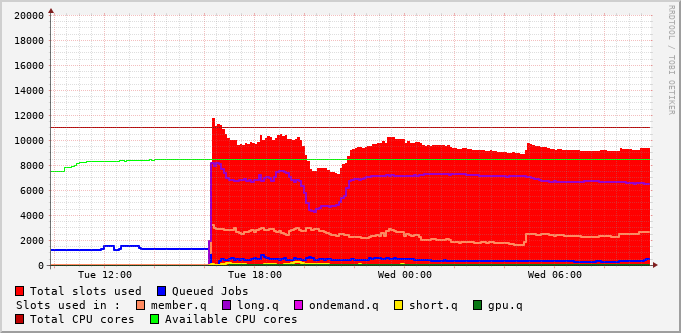 20000
18000
16000
14000
12000
10000
8000
6000
4000
2000
0
Tue 12:00 Tue 18:00 Wed 00:00 Wed 06:00
RRDTOOL / TOBI OETIKER
Total slots used Queued Jobs
Slots used in : member.q long.q ondemand.q short.q gpu.q
Total CPU cores Available CPU cores